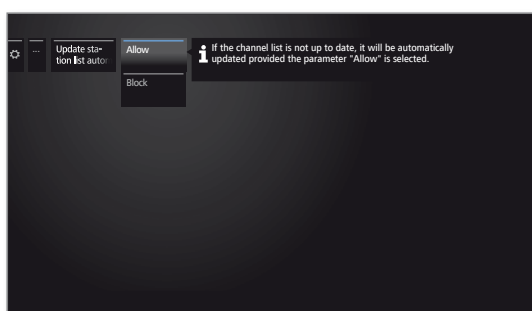 ...
Update sta-
tion list autor
Allow
Block
If the channel list is not up to date, it will be automatically
updated provided the parameter "Allow" is selected.